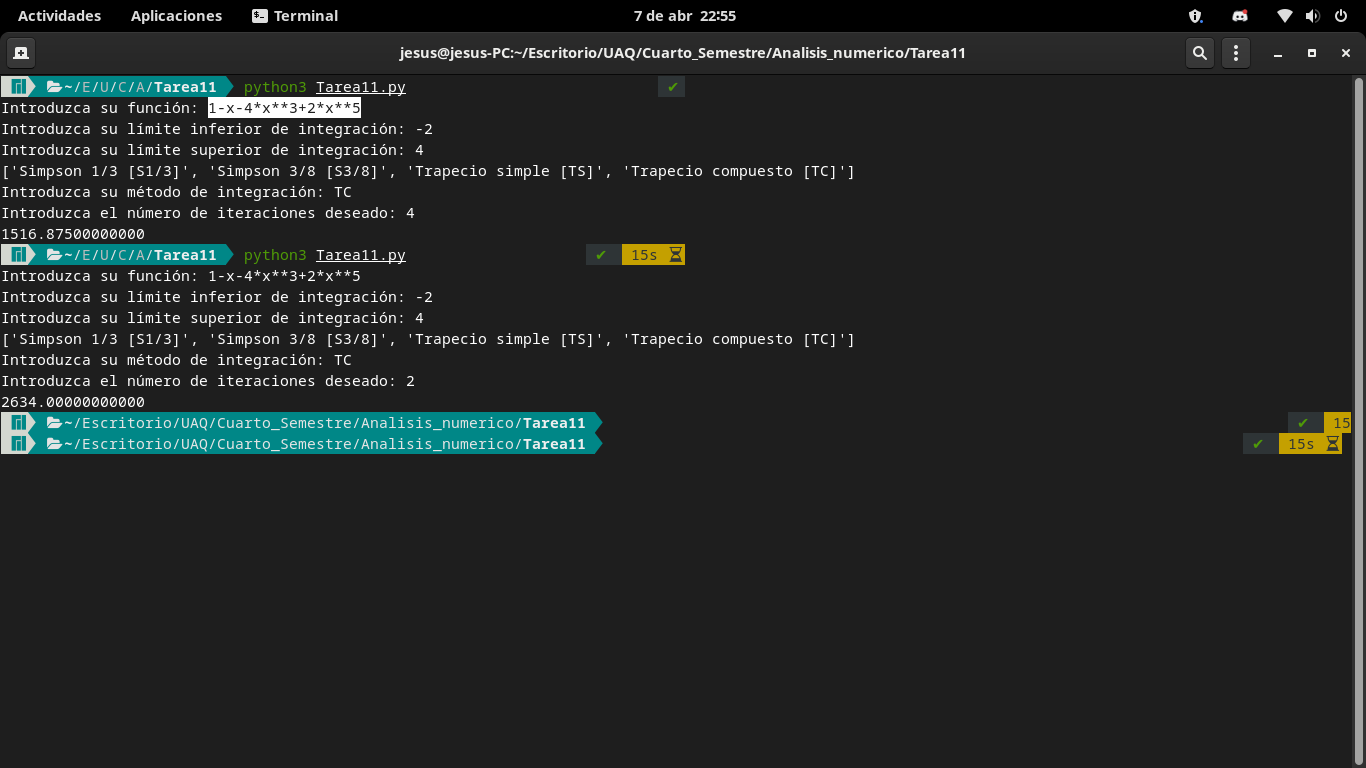 Actividades Aplicaciones Terminal 7 de abr 22:55
jesus@jesus-PC:~/Escritorio/UAQ/Cuarto_Semestre/Analisis_numerico/Tarea11
~/E/U/C/A/Tarea11 python3 Tarea11.py ✔
Introduzca su función: 1-x-4*x**3+2*x**5
Introduzca su límite inferior de integración: -2
Introduzca su límite superior de integración: 4
['Simpson 1/3 [S1/3]', 'Simpson 3/8 [S3/8]', 'Trapecio simple [TS]', 'Trapecio compuesto [TC]']
Introduzca su método de integración: TC
Introduzca el número de iteraciones deseado: 4
1516.87500000000
~/E/U/C/A/Tarea11 python3 Tarea11.py ✔ 15s
Introduzca su función: 1-x-4*x**3+2*x**5
Introduzca su límite inferior de integración: -2
Introduzca su límite superior de integración: 4
['Simpson 1/3 [S1/3]', 'Simpson 3/8 [S3/8]', 'Trapecio simple [TS]', 'Trapecio compuesto [TC]']
Introduzca su método de integración: TC
Introduzca el número de iteraciones deseado: 2
2634.00000000000
~/Escritorio/UAQ/Cuarto_Semestre/Analisis_numerico/Tarea11 ✔ 15
~/Escritorio/UAQ/Cuarto_Semestre/Analisis_numerico/Tarea11 ✔ 15s